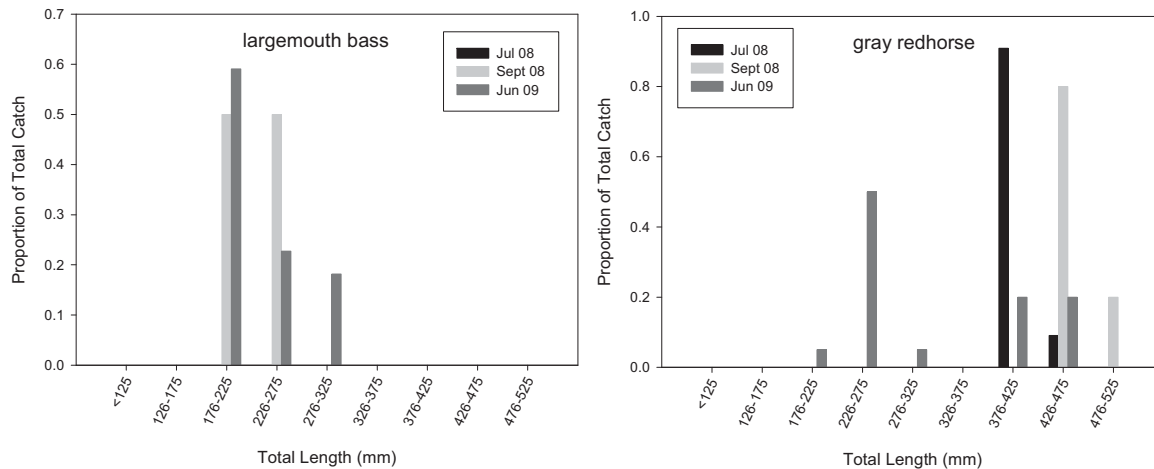 largemouth bass
Jul 08
Sept 08
Jun 09
Proportion of Total Catch
0.7
0.6
0.5
0.4
0.3
0.2
0.1
0.0
<125
126-175
176-225
226-275
276-325
326-375
376-425
426-475
476-525
Total Length (mm)
gray redhorse
Jul 08
Sept 08
Jun 09
Proportion of Total Catch
1.0
0.8
0.6
0.4
0.2
0.0
<125
126-175
176-225
226-275
276-325
326-375
376-425
426-475
476-525
Total Length (mm)